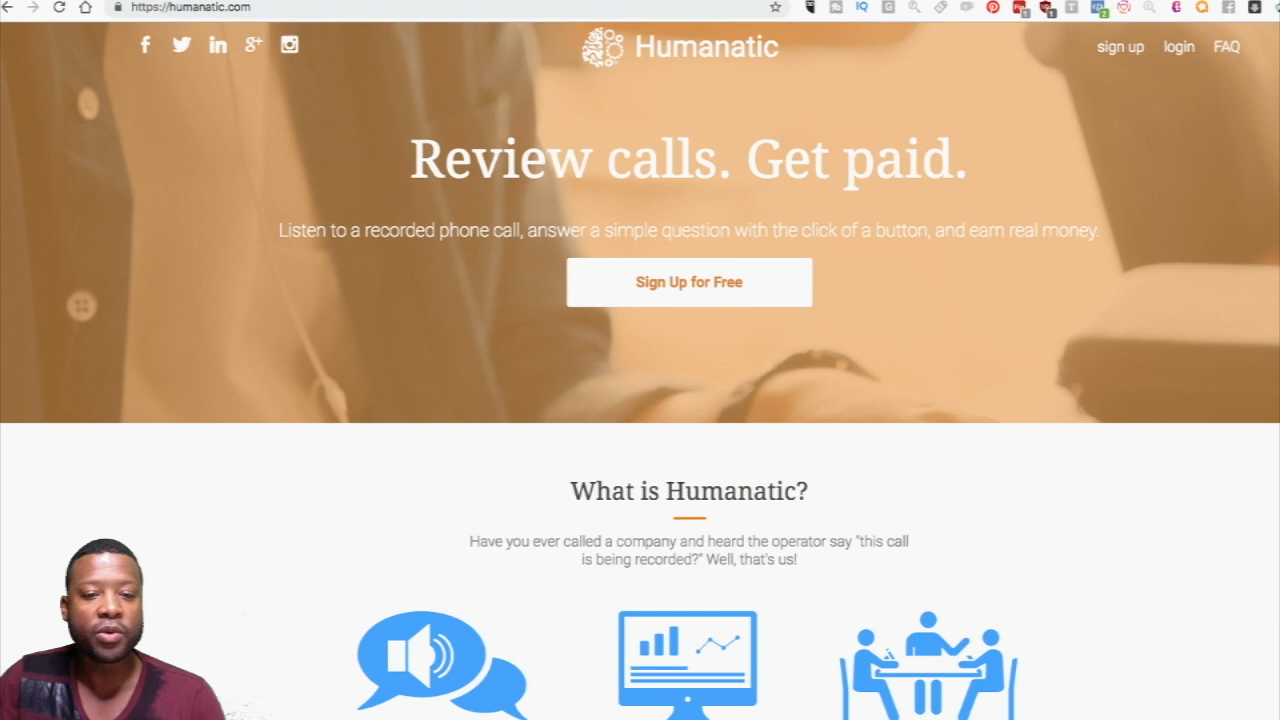 https://humanatic.com
IQ
Humanatic
sign up login FAQ
Review calls. Get paid.
Listen to a recorded phone call, answer a simple question with the click of a button, and earn real money.
Sign Up for Free
What is Humanatic?
Have you ever called a company and heard the operator say "this call
is being recorded?" Well, that's us!